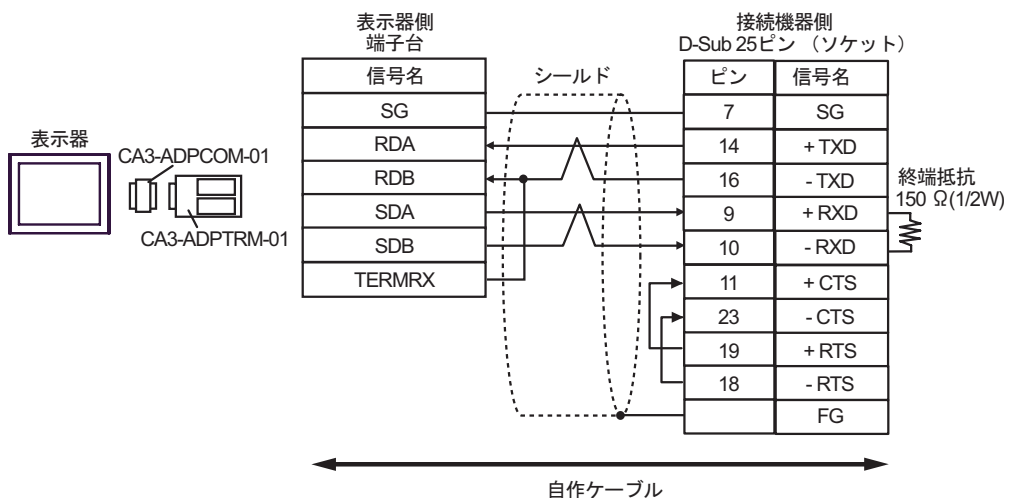 表示器側
端子台
接続機器側
D-Sub 25ピン （ソケット）
信号名
シールド
ピン 信号名
SG
7 SG
RDA
14 +TXD
RDB
16 -TXD
SDA
9 +RXD
SDB
10 -RXD
TERMRX
11 +CTS
23 -CTS
19 +RTS
18 -RTS
FG
表示器
CA3-ADPCOM-01
CA3-ADPTRM-01
終端抵抗
150 Ω(1/2W)
自作ケーブル